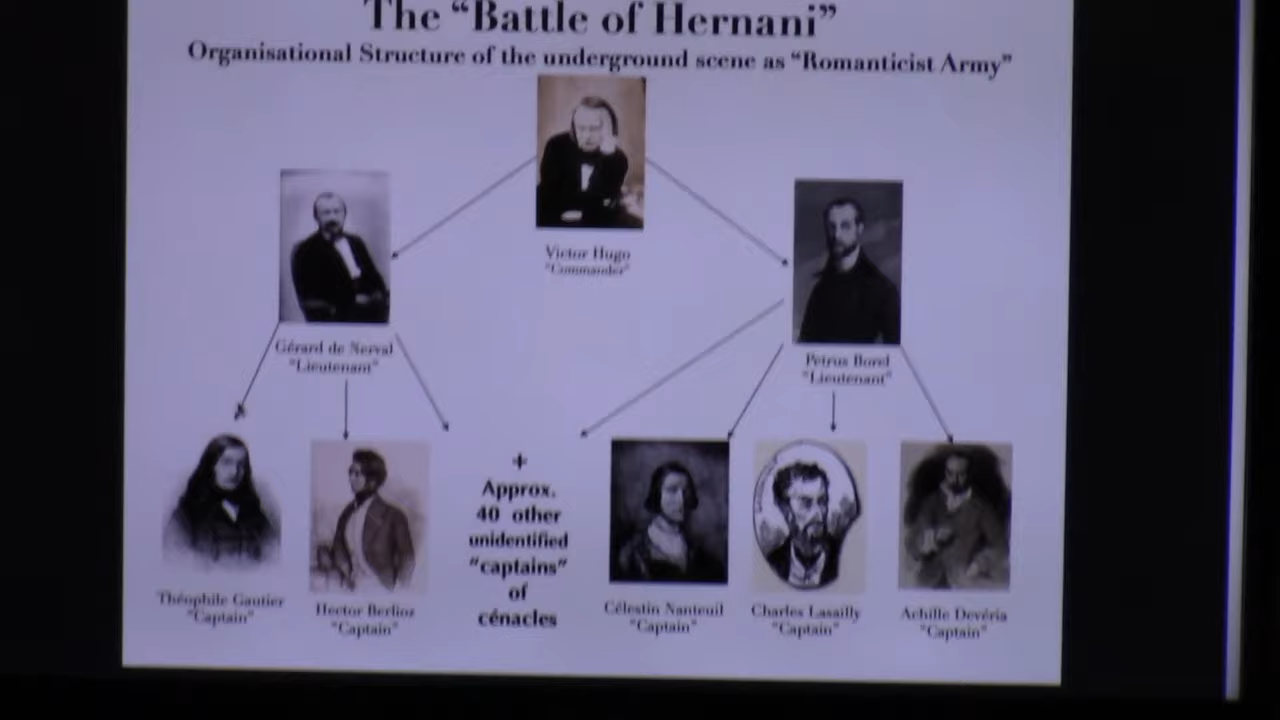 The “Battle of Hernani”
Organisational Structure of the underground scene as “Romanticist Army”
Victor Hugo
"Commander"
Gérard de Nerval
"Lieutenant"
Petrus Borel
"Lieutenant"
+
Approx.
40 other
unidentified
"captains"
of
cénacles
Théophile Gautier
"Captain"
Hector Berlioz
"Captain"
Célestin Nanteuil
"Captain"
Charles Lasailly
"Captain"
Achille Devéria
"Captain"